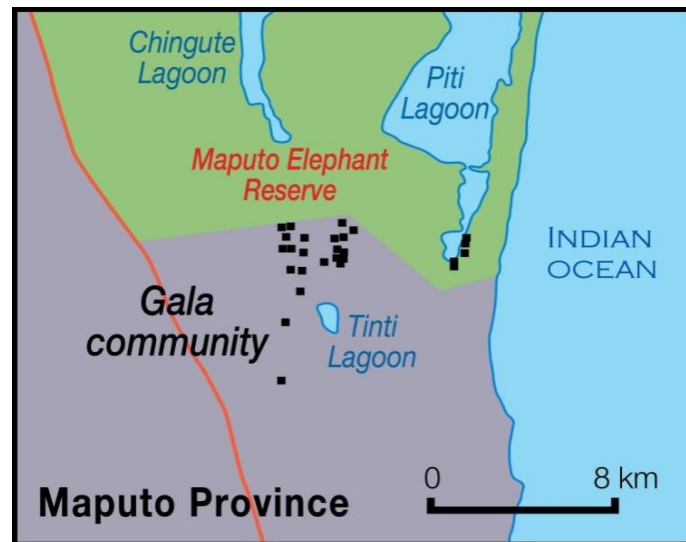 Chingute
Lagoon
Piti
Lagoon
Maputo Elephant
Reserve
INDIAN
OCEAN
Gala
community
Tinti
Lagoon
0 8 km
Maputo Province